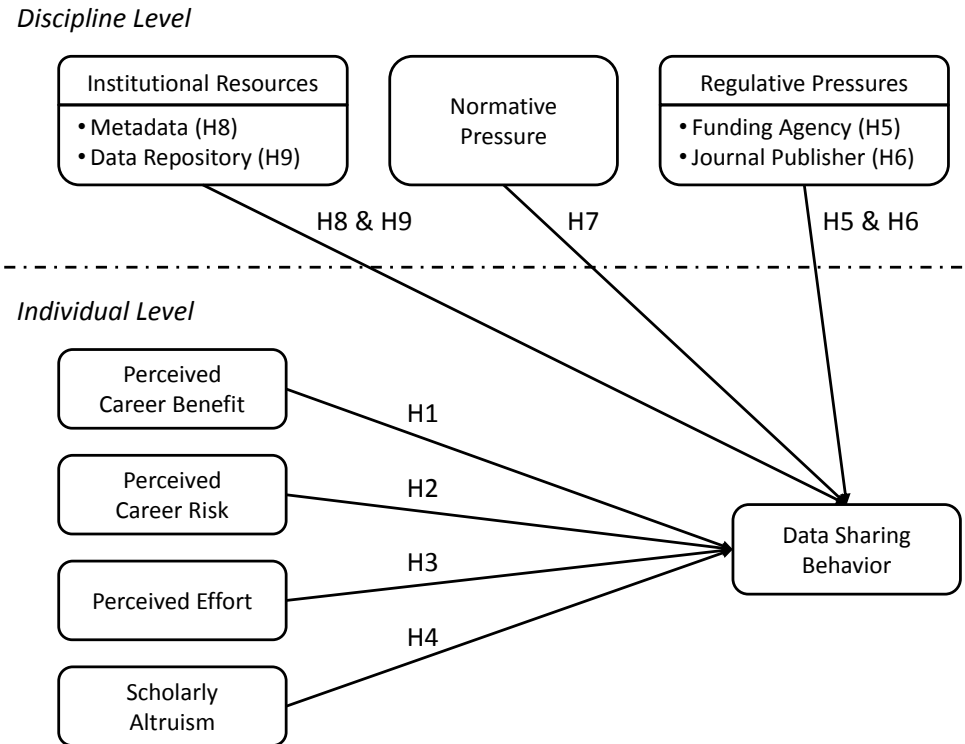 Discipline Level
Institutional Resources
• Metadata (H8)
• Data Repository (H9)
Normative
Pressure
Regulative Pressures
• Funding Agency (H5)
• Journal Publisher (H6)
H8 & H9
H7
H5 & H6
Individual Level
Perceived
Career Benefit
H1
Perceived
Career Risk
H2
Data Sharing
Behavior
H3
Perceived Effort
H4
Scholarly
Altruism